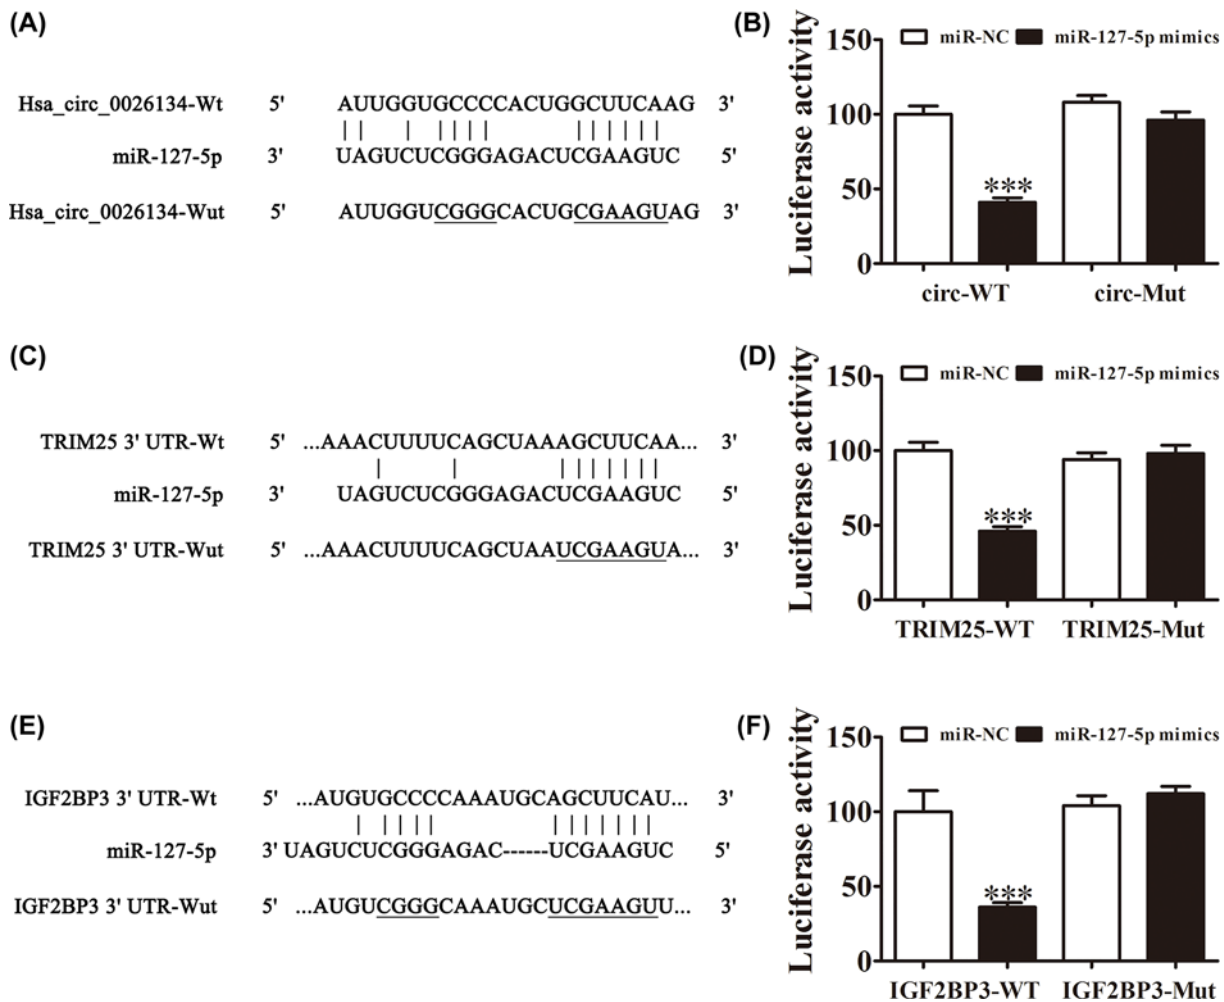 (A)
Hsa_circ_0026134-Wt 5' AUUGGUGCCCCACUGGCUUCAAG 3'
miR-127-5p 3' UAGUCUCGGGAGACUCGAAGUC 5'
Hsa_circ_0026134-Wut 5' AUUGGUCGGGCACUGCGAAGUAG 3'
(B)
Luciferase activity
miR-NC miR-127-5p mimics
150
100
50
0
***
circ-WT circ-Mut
(C)
TRIM25 3' UTR-Wt 5' ...AAACUUUUCAGCUAAAGCUUCAA... 3'
miR-127-5p 3' UAGUCUCGGGAGACUCGAAGUC 5'
TRIM25 3' UTR-Wut 5' ...AAACUUUUCAGCUAAUCGAAGUA... 3'
(D)
Luciferase activity
miR-NC miR-127-5p mimics
150
100
50
0
***
TRIM25-WT TRIM25-Mut
(E)
IGF2BP3 3' UTR-Wt 5' ...AUGUGCCCCAAAUGCAGCUUCAU... 3'
miR-127-5p 3' UAGUCUCGGGAGAC------UCGAAGUC 5'
IGF2BP3 3' UTR-Wut 5' ...AUGUCGGGCAAAUGCUCGAAGUU... 3'
(F)
Luciferase activity
miR-NC miR-127-5p mimics
150
100
50
0
***
IGF2BP3-WT IGF2BP3-Mut